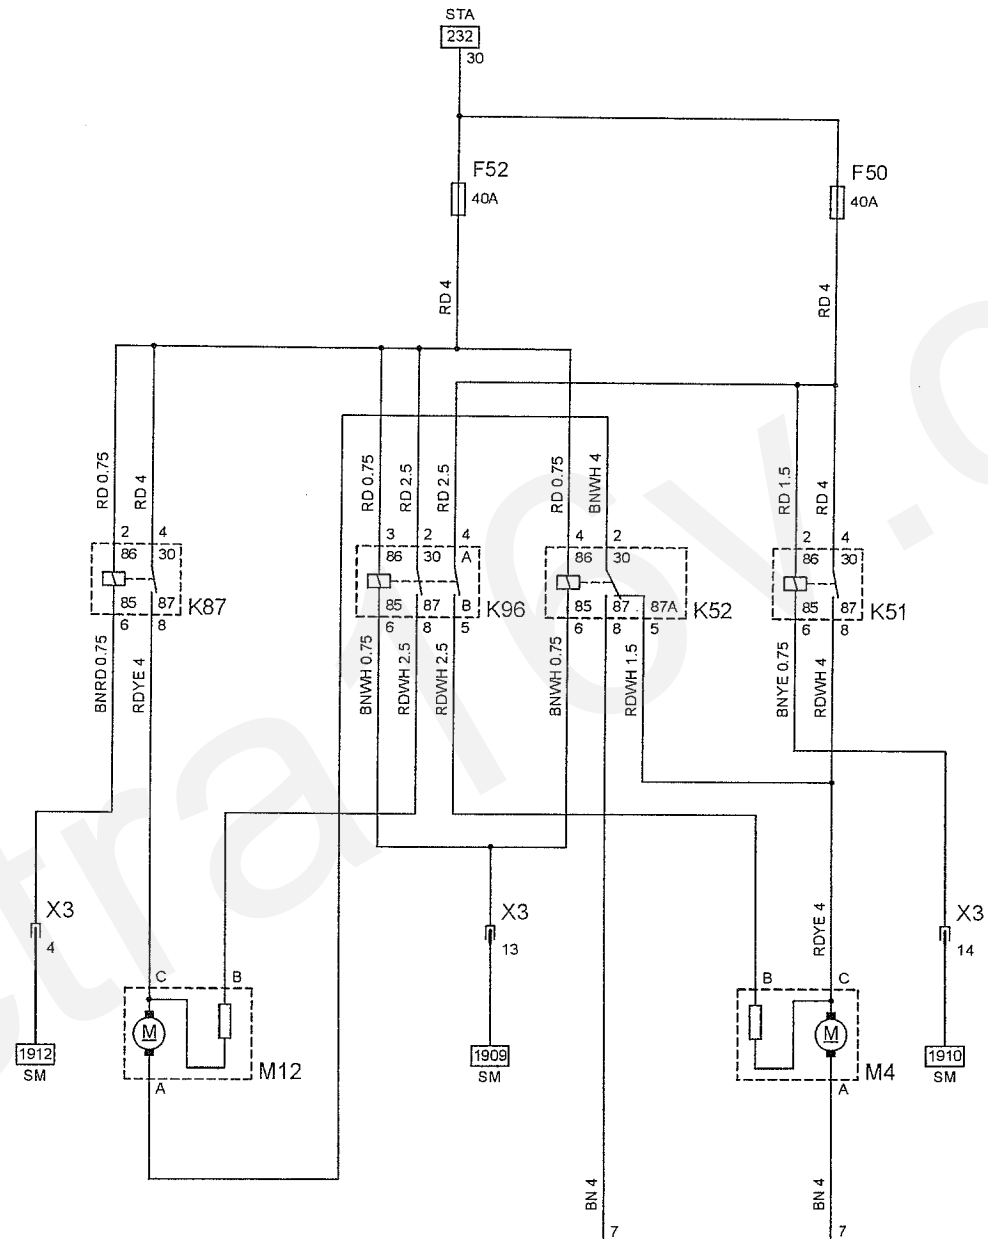 STA
232
30
F52
40A
F50
40A
RD 4
RD 4
RD 0.75
RD 4
RD 0.75
RD 2.5
RD 2.5
RD 0.75
BNWH 4
RD 1.5
RD 4
2 4
86 30
85 87
6 8
K87
3 2 4
86 30 A
85 87 B
6 8 5
K96
4 2
86 30
85 87 87A
6 8 5
K52
2 4
86 30
85 87
6 8
K51
BNRD 0.75
RDYE 4
BNWH 0.75
RDWH 2.5
RDWH 2.5
BNWH 0.75
RDWH 1.5
BNYE 0.75
RDWH 4
X3
4
X3
13
RDYE 4
X3
14
C B
M
A
M12
B C
M
A
M4
1912
SM
1909
SM
1910
SM
BN 4
7
BN 4
7